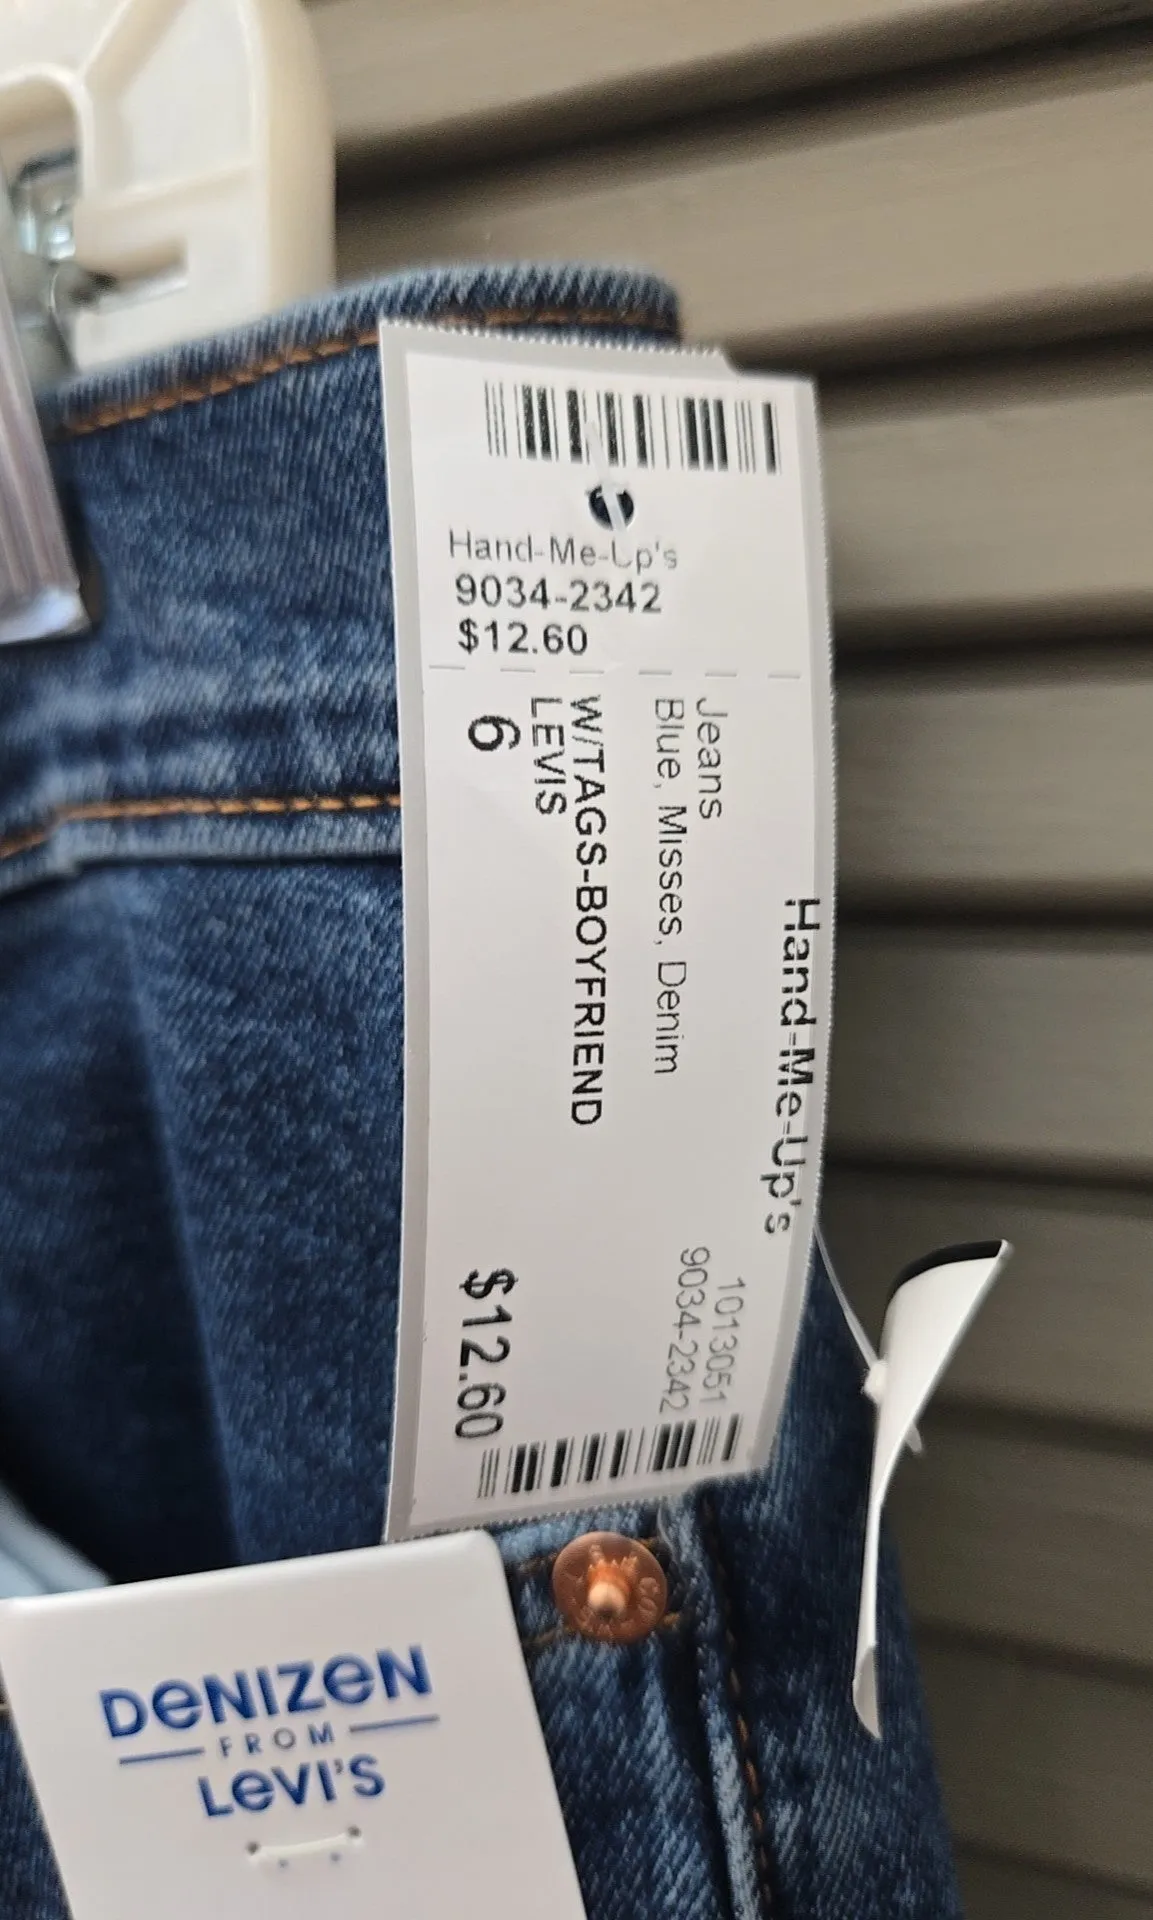 Hand-Me-Up's
9034-2342
$12.60
Hand-Me-Up's
1013051
9034-2342
Jeans
Blue, Misses, Denim
W/TAGS-BOYFRIEND
LEVIS
6
$12.60
DENIZEN
FROM
LEVI'S